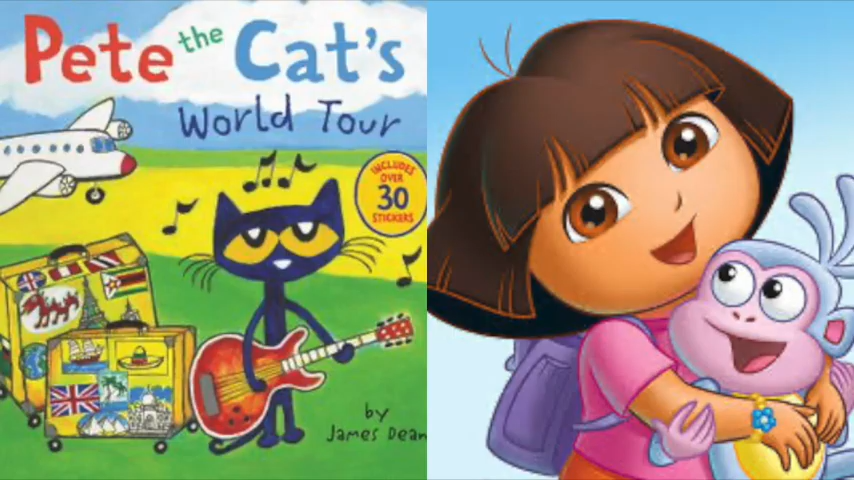 Pete the Cat's
World Tour
INCLUDES
OVER
30
STICKERS
by
James Dean